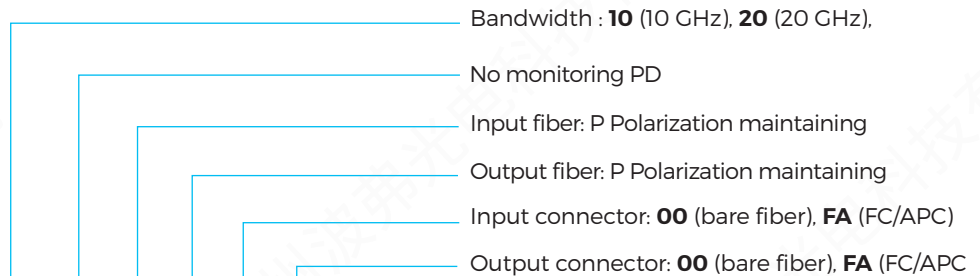 Bandwidth : 10 (10 GHz), 20 (20 GHz),
No monitoring PD
Input fiber: P Polarization maintaining
Output fiber: P Polarization maintaining
Input connector: 00 (bare fiber), FA (FC/APC)
Output connector: 00 (bare fiber), FA (FC/APC